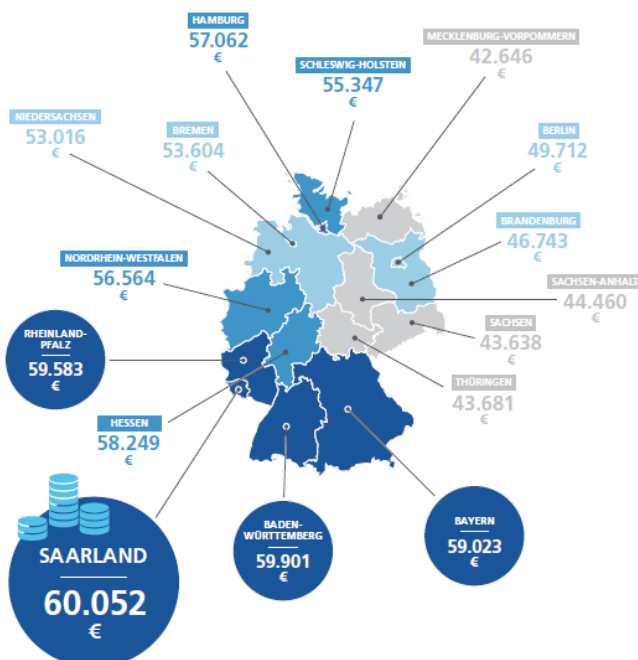 HAMBURG
57.062
€
MECKLENBURG-VORPOMMERN
42.646
€
SCHLESWIG-HOLSTEIN
55.347
€
NIEDERSACHSEN
53.016
€
BREMEN
53.604
€
BERLIN
49.712
€
BRANDENBURG
46.743
€
NORDRHEIN-WESTFALEN
56.564
€
SACHSEN-ANHALT
44.460
€
SACHSEN
43.638
€
RHEINLAND-
PFALZ
59.583
€
THÜRINGEN
43.681
€
HESSEN
58.249
€
SAARLAND
60.052
€
BADEN-
WÜRTTEMBERG
59.901
€
BAYERN
59.023
€